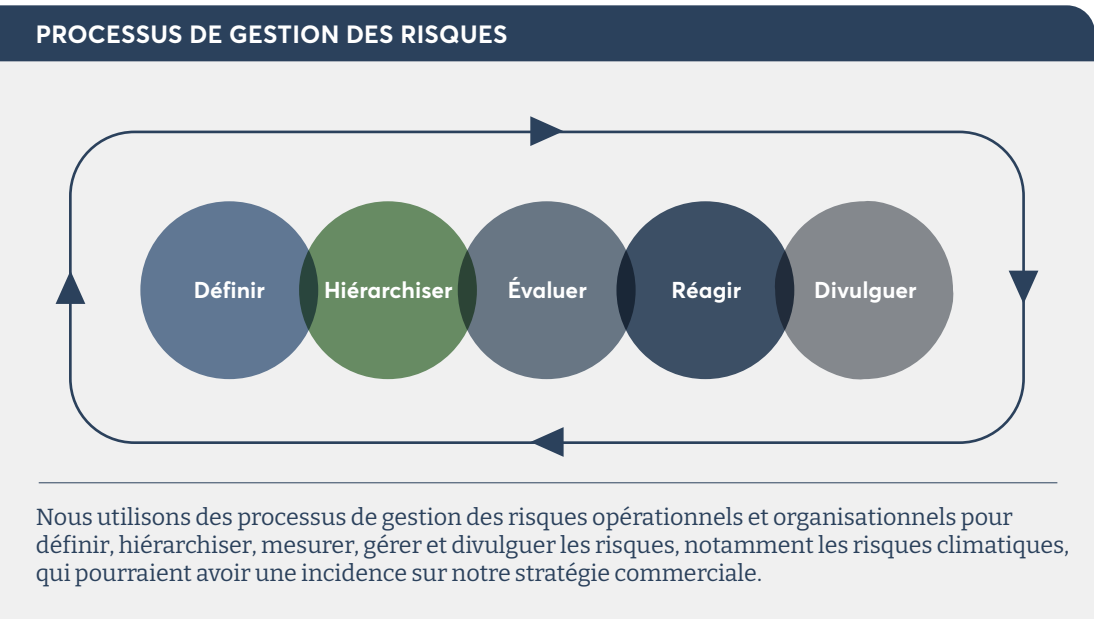 PROCESSUS DE GESTION DES RISQUES
Définir
Hiérarchiser
Évaluer
Réagir
Divulguer
Nous utilisons des processus de gestion des risques opérationnels et organisationnels pour
définir, hiérarchiser, mesurer, gérer et divulguer les risques, notamment les risques climatiques,
qui pourraient avoir une incidence sur notre stratégie commerciale.